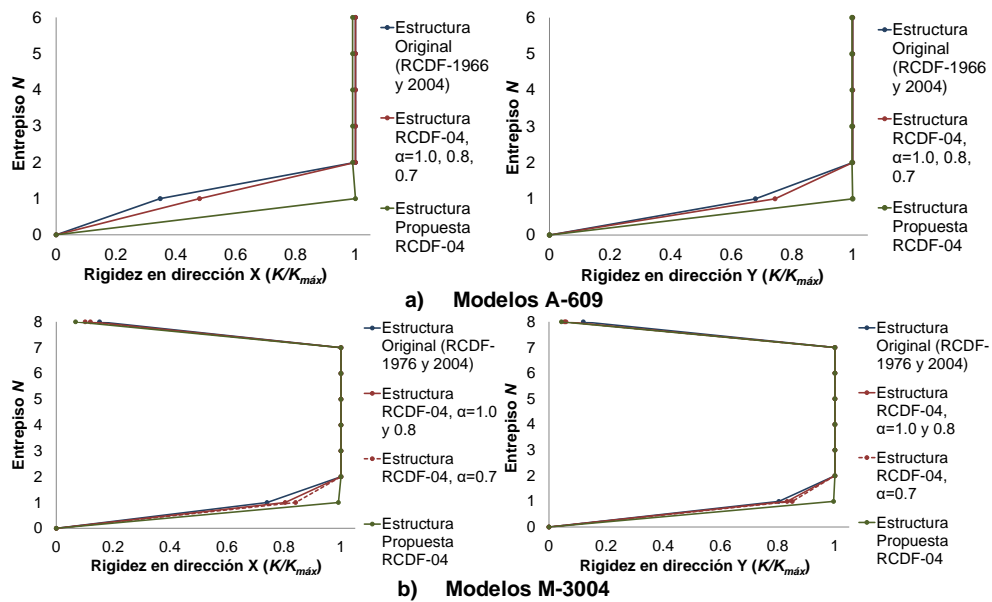 6
5
4
3
2
1
0
Entrepiso N
0 0.2 0.4 0.6 0.8 1
Rigidez en dirección X (K/Kmáx)
Estructura
Original
(RCDF-1966
y 2004)
Estructura
RCDF-04,
α=1.0, 0.8,
0.7
Estructura
Propuesta
RCDF-04
6
5
4
3
2
1
0
Entrepiso N
0 0.2 0.4 0.6 0.8 1
Rigidez en dirección Y (K/Kmáx)
Estructura
Original
(RCDF-1966
y 2004)
Estructura
RCDF-04,
α=1.0, 0.8,
0.7
Estructura
Propuesta
RCDF-04
a) Modelos A-609
8
7
6
5
4
3
2
1
0
Entrepiso N
0 0.2 0.4 0.6 0.8 1
Rigidez en dirección X (K/Kmáx)
Estructura
Original (RCDF-
1976 y 2004)
Estructura
RCDF-04, α=1.0
y 0.8
Estructura
RCDF-04, α=0.7
Estructura
Propuesta
RCDF-04
8
7
6
5
4
3
2
1
0
Entrepiso N
0 0.2 0.4 0.6 0.8 1
Rigidez en dirección Y (K/Kmáx)
Estructura
Original (RCDF-
1976 y 2004)
Estructura
RCDF-04,
α=1.0 y 0.8
Estructura
RCDF-04,
α=0.7
Estructura
Propuesta
RCDF-04
b) Modelos M-3004